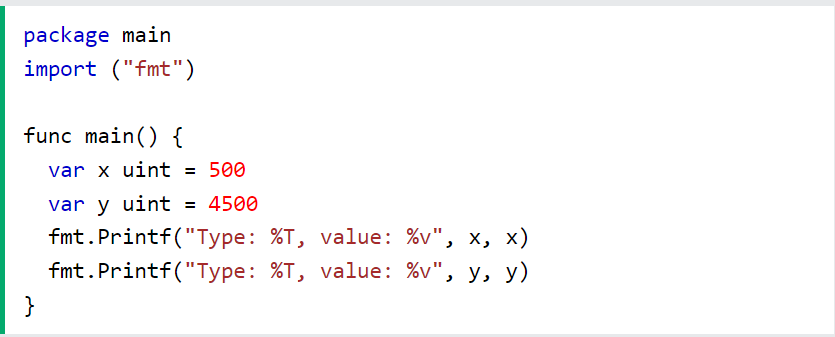 package main
import ("fmt")
func main() {
var x uint = 500
var y uint = 4500
fmt.Printf("Type: %T, value: %v", x, x)
fmt.Printf("Type: %T, value: %v", y, y)
}